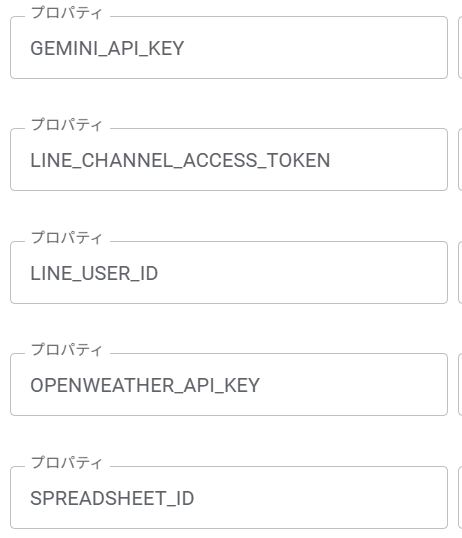 プロパティ
GEMINI_API_KEY
プロパティ
LINE_CHANNEL_ACCESS_TOKEN
プロパティ
LINE_USER_ID
プロパティ
OPENWEATHER_API_KEY
プロパティ
SPREADSHEET_ID